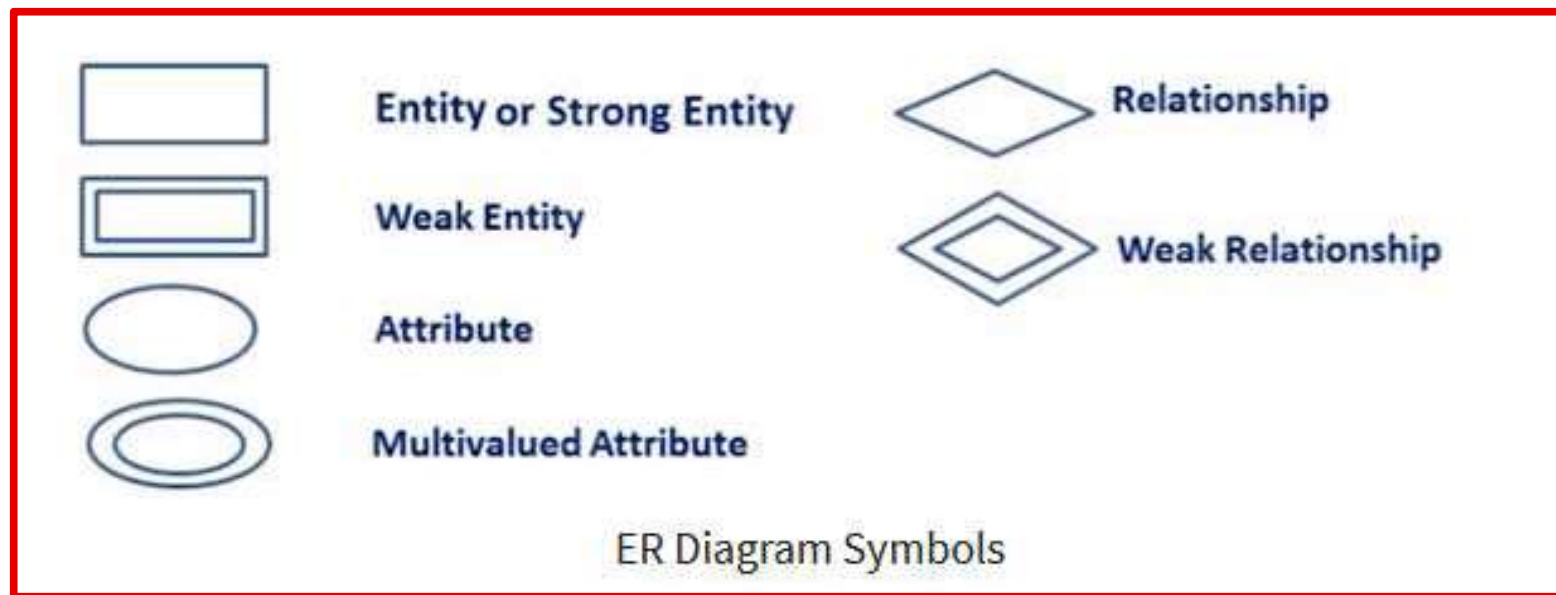 Entity or Strong Entity
Relationship
Weak Entity
Weak Relationship
Attribute
Multivalued Attribute
ER Diagram Symbols